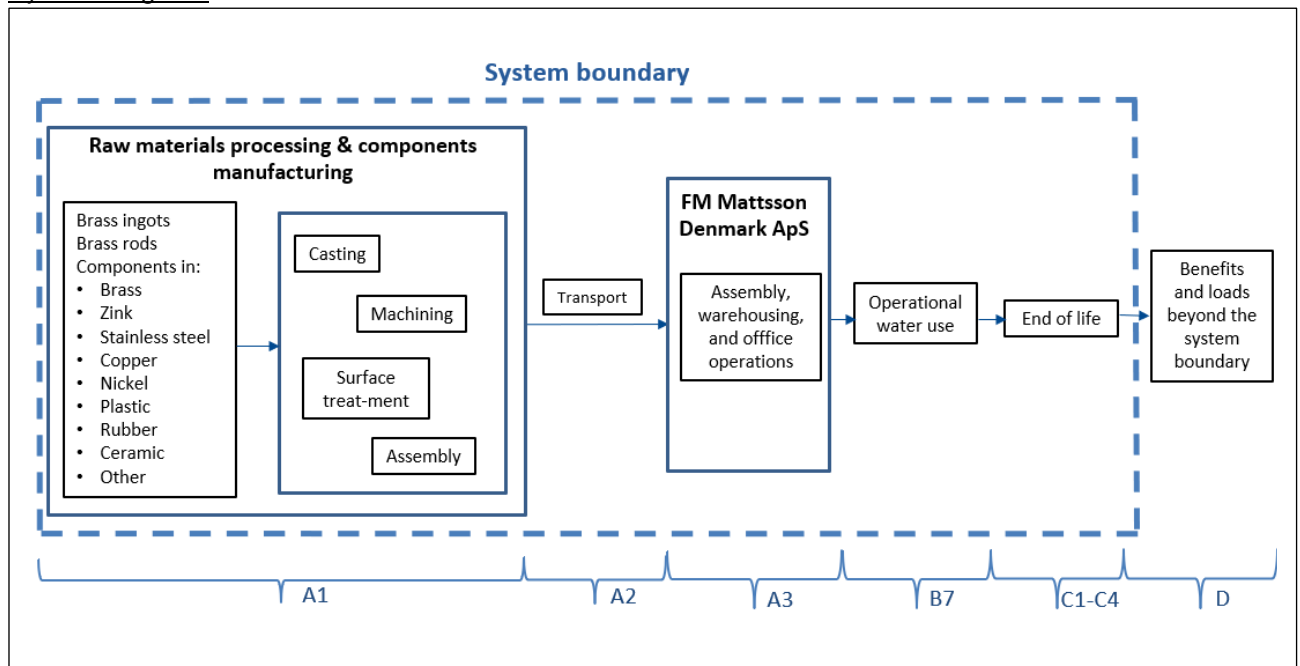 System boundary
Raw materials processing & components
manufacturing
Brass ingots
Brass rods
Components in:
• Brass
• Zink
• Stainless steel
• Copper
• Nickel
• Plastic
• Rubber
• Ceramic
• Other
Casting
Machining
Surface
treat-ment
Assembly
Transport
FM Mattsson
Denmark ApS
Assembly,
warehousing,
and offfice
operations
Operational
water use
End of life
Benefits
and loads
beyond the
system
boundary
A1
A2
A3
B7
C1-C4
D